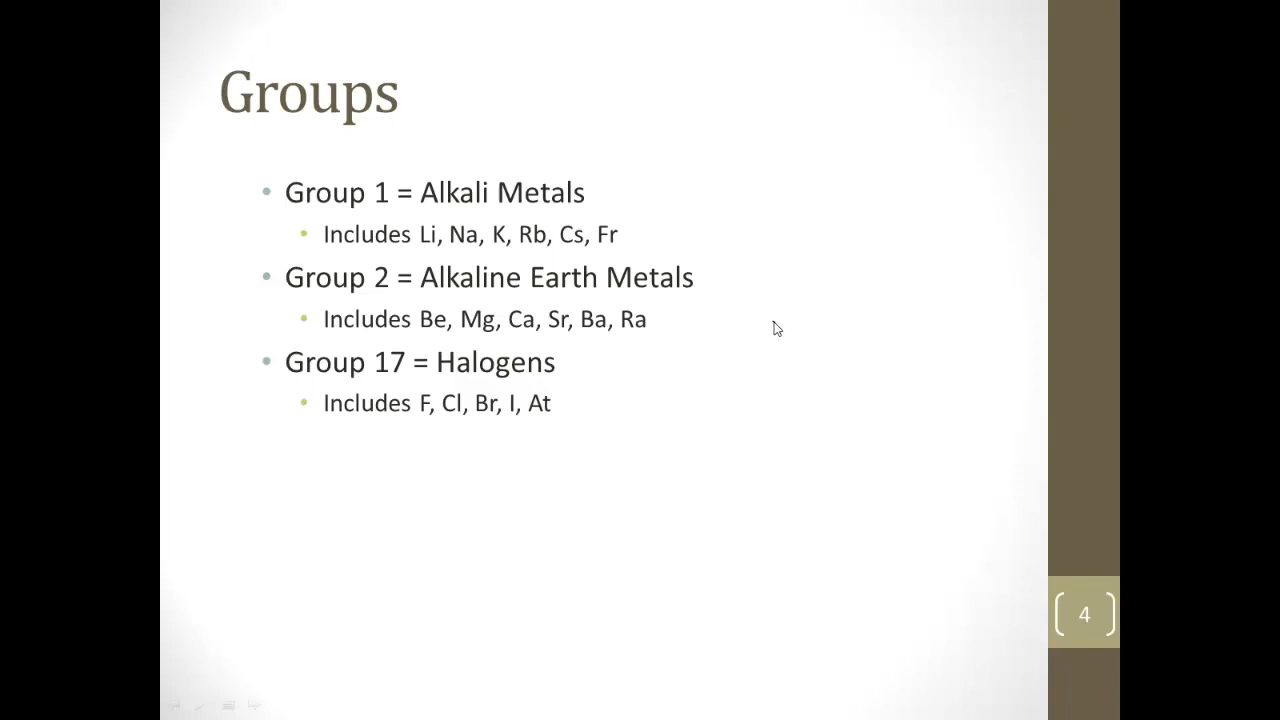 Groups
• Group 1 = Alkali Metals
• Includes Li, Na, K, Rb, Cs, Fr
• Group 2 = Alkaline Earth Metals
• Includes Be, Mg, Ca, Sr, Ba, Ra
• Group 17 = Halogens
• Includes F, Cl, Br, I, At
4